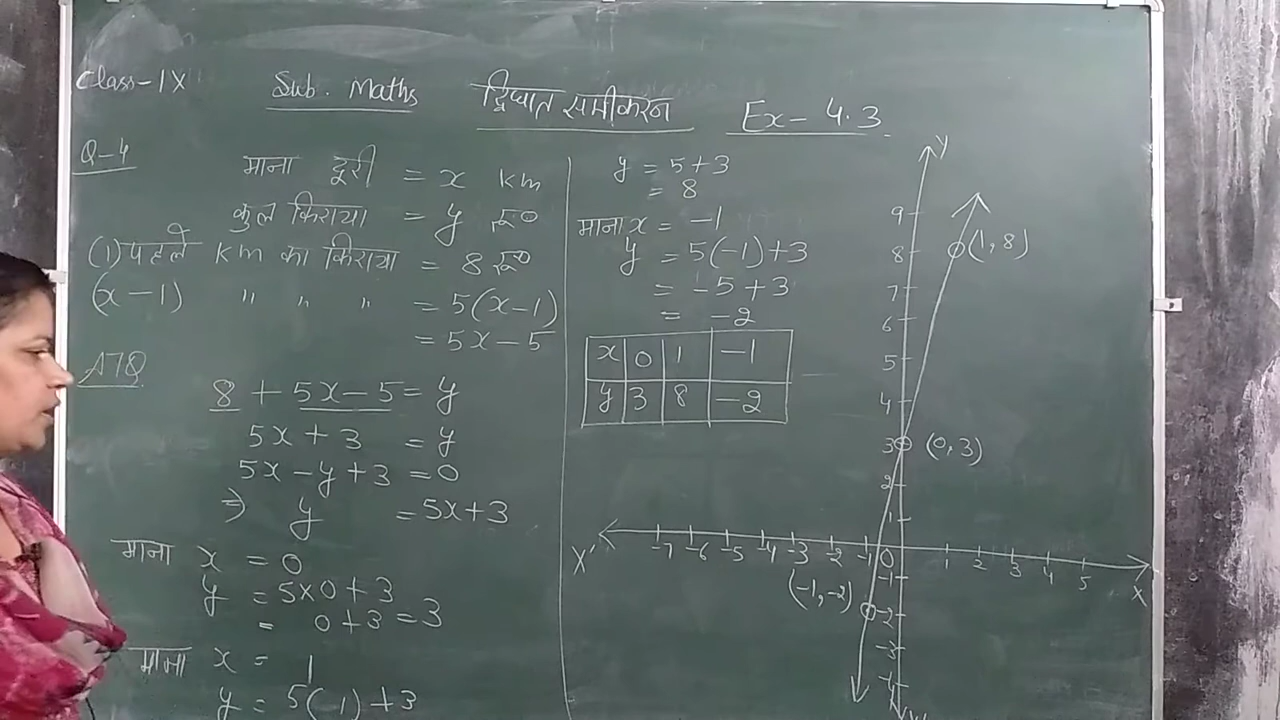 Class-IX Sub. Maths द्विघात समीकरन Ex-4.3
Q-4
माना दूरी = x km
कुल किराया = y रू०
(1) पहले km का किराया = 8 रू०
(x-1) " " " = 5(x-1)
= 5x-5
ATQ
8 + 5x-5 = y
5x+3 = y
5x-y+3 = 0
⇒ y = 5x+3
माना x = 0
y = 5x0+3
= 0+3 = 3
माना x = 1
y = 5(1)+3
y = 5+3
= 8
माना x = -1
y = 5(-1)+3
= -5+3
= -2
x 0 1 -1
y 3 8 -2
Y
9
8 (1,8)
7
6
5
4
3 (0,3)
2
1
X' -7 -6 -5 -4 -3 -2 -1 0 1 2 3 4 5 X
-1
(-1,-2) -2
-3
-4